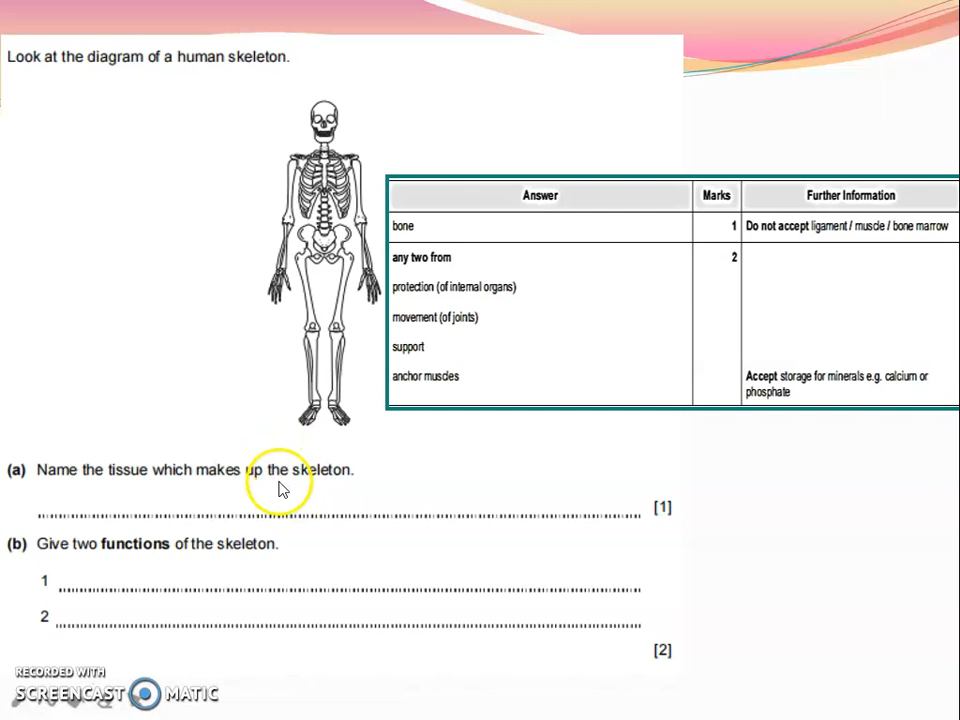 Look at the diagram of a human skeleton.
Answer Marks Further Information
bone 1 Do not accept ligament / muscle / bone marrow
any two from 2
protection (of internal organs)
movement (of joints)
support
anchor muscles Accept storage for minerals e.g. calcium or
phosphate
(a) Name the tissue which makes up the skeleton.
[1]
(b) Give two functions of the skeleton.
1
2
[2]
RECORDED WITH
SCREENCAST MATIC